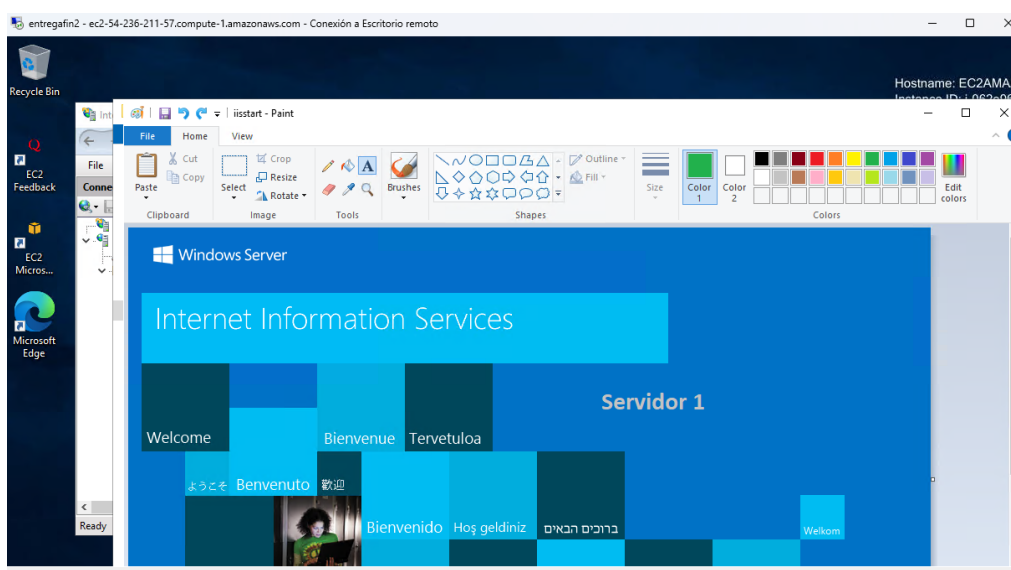 entregafin2 - ec2-54-236-211-57.compute-1.amazonaws.com - Conexión a Escritorio remoto
Recycle Bin
Hostname: EC2AMA
iisstart - Paint
File Home View
Cut
Copy
Paste
Crop
Resize
Rotate
Select
Brushes
Outline
Fill
Size
Color 1
Color 2
Edit colors
Clipboard Image Tools Shapes Colors
EC2 Feedback
File
Conne
EC2 Micros...
Microsoft Edge
Ready
Windows Server
Internet Information Services
Servidor 1
Welcome Bienvenue Tervetuloa
ようこそ Benvenuto 歡迎
Bienvenido Hoş geldiniz ברוכים הבאים Welkom